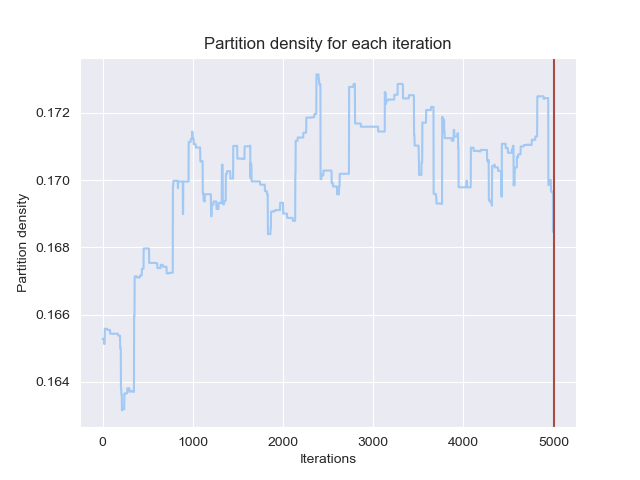 Partition density for each iteration
0.172
0.170
0.168
0.166
0.164
Partition density
0 1000 2000 3000 4000 5000
Iterations